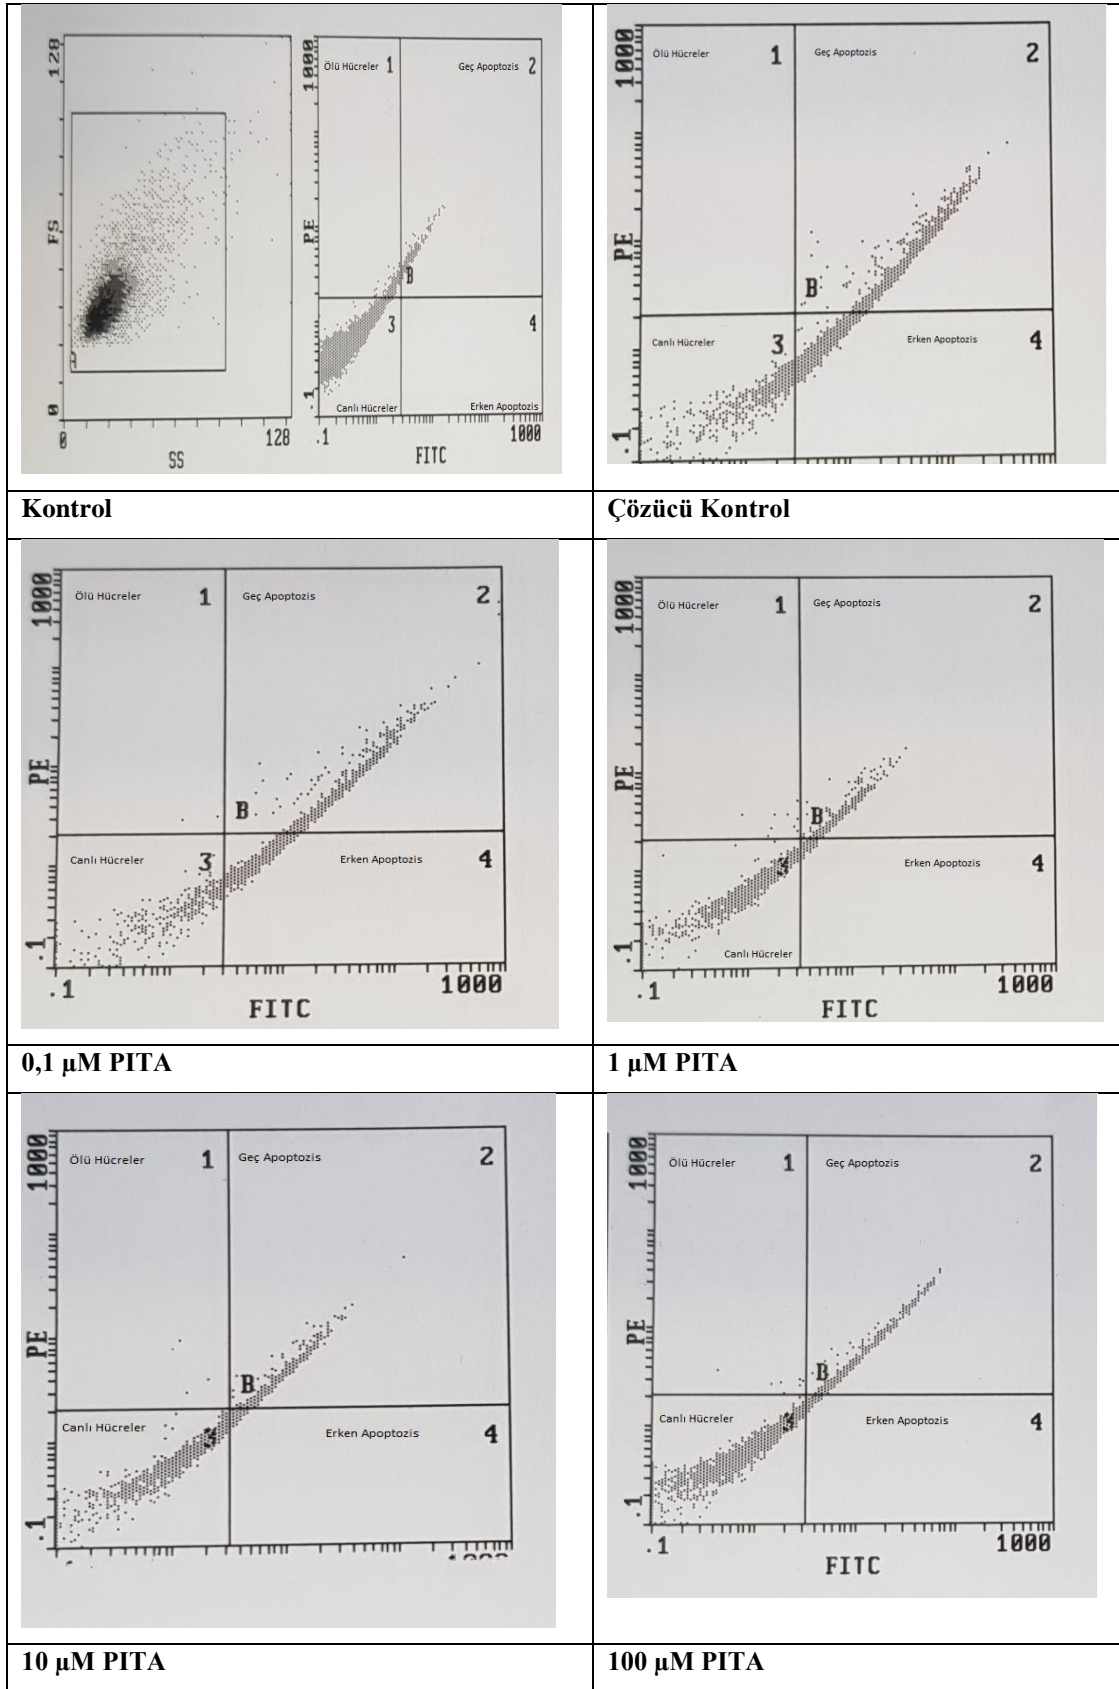 128
FS
0
0
128
SS
1000
Ölü Hücreler 1
Geç Apoptozis 2
PE
B
3
4
.1
Canlı Hücreler
Erken Apoptozis
.1
1000
FITC
Kontrol
1000
Ölü Hücreler
1
Geç Apoptozis
2
PE
B
Canlı Hücreler
3
Erken Apoptozis
4
.1
Çözücü Kontrol
1000
Ölü Hücreler
1
Geç Apoptozis
2
PE
B
Canlı Hücreler
3
Erken Apoptozis
4
.1
.1
1000
FITC
0,1 µM PITA
1000
Ölü Hücreler
1
Geç Apoptozis
2
PE
B
3
Erken Apoptozis
4
.1
Canlı Hücreler
.1
1000
FITC
1 µM PITA
1000
Ölü Hücreler
1
Geç Apoptozis
2
PE
B
Canlı Hücreler
3
Erken Apoptozis
4
.1
10 µM PITA
1000
Ölü Hücreler
1
Geç Apoptozis
2
PE
B
Canlı Hücreler
3
Erken Apoptozis
4
.1
.1
1000
FITC
100 µM PITA